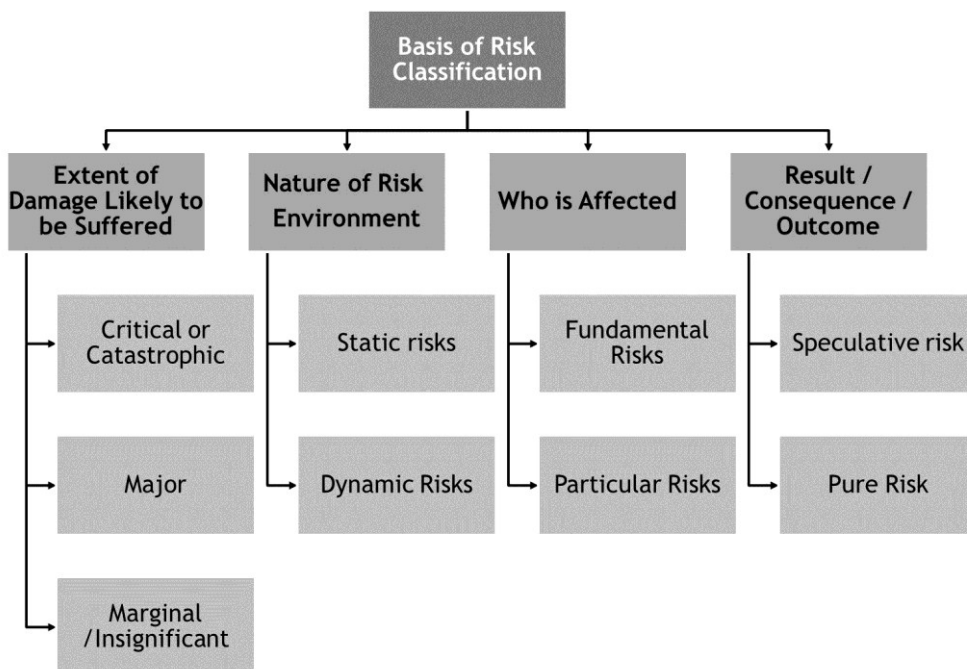 Basis of Risk
Classification
Extent of
Damage Likely to
be Suffered
Nature of Risk
Environment
Who is Affected
Result /
Consequence /
Outcome
Critical or
Catastrophic
Static risks
Fundamental
Risks
Speculative risk
Major
Dynamic Risks
Particular Risks
Pure Risk
Marginal
/Insignificant